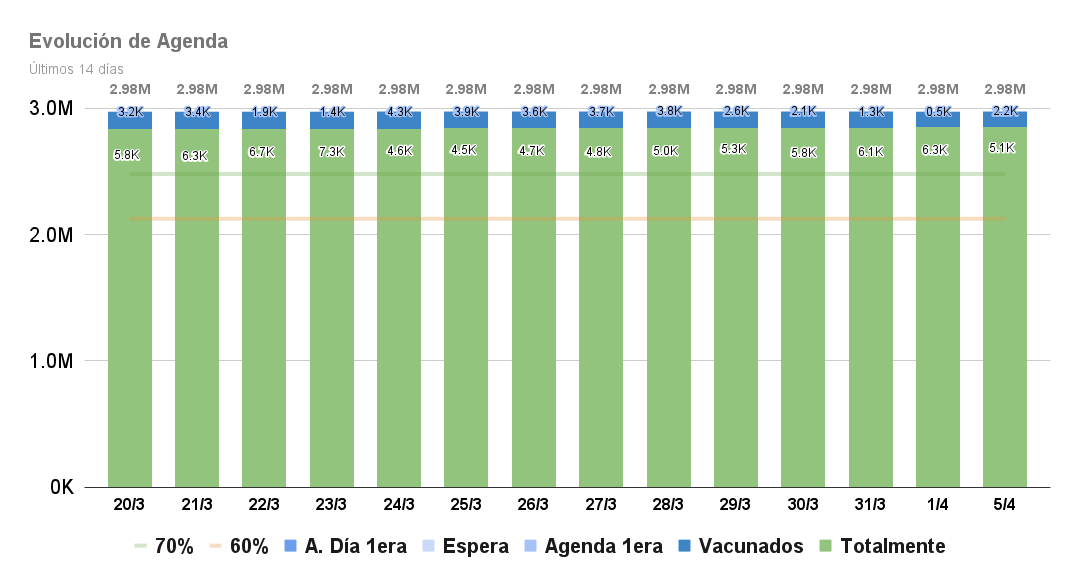 Evolución de Agenda
Últimos 14 días
2.98M 2.98M 2.98M 2.98M 2.98M 2.98M 2.98M 2.98M 2.98M 2.98M 2.98M 2.98M 2.98M 2.98M
3.0M
3.2K 3.4K 1.9K 1.4K 4.3K 3.9K 3.6K 3.7K 3.8K 2.6K 2.1K 1.3K 0.5K 2.2K
5.8K 6.3K 6.7K 7.3K 4.6K 4.5K 4.7K 4.8K 5.0K 5.3K 5.8K 6.1K 6.3K 5.1K
2.0M
1.0M
0K
20/3 21/3 22/3 23/3 24/3 25/3 26/3 27/3 28/3 29/3 30/3 31/3 1/4 5/4
70% 60% A. Día 1era Espera Agenda 1era Vacunados Totalmente